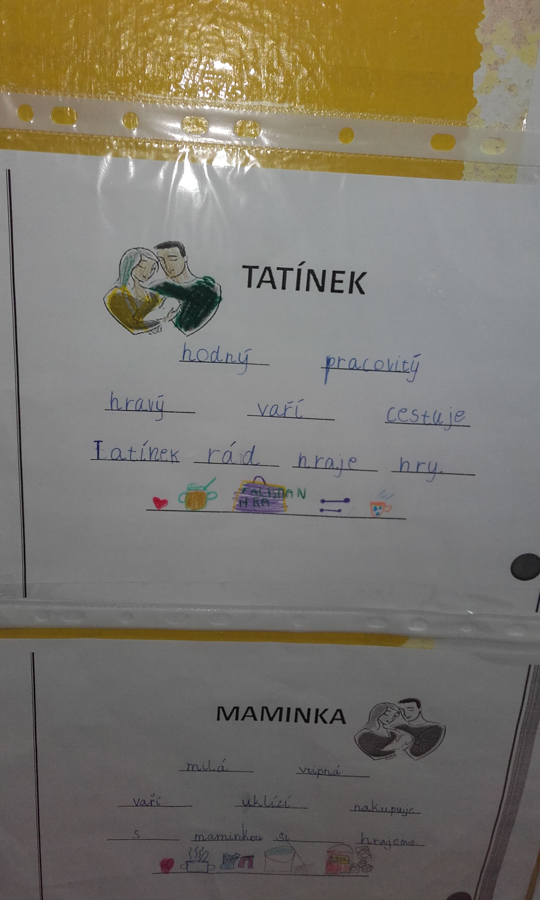 TATÍNEK
hodný pracovitý
hravý vaří cestuje
Tatínek rád hraje hry
MAMINKA
milá vtipná
vaří uklízí nakupuje
s maminkou si hrajeme